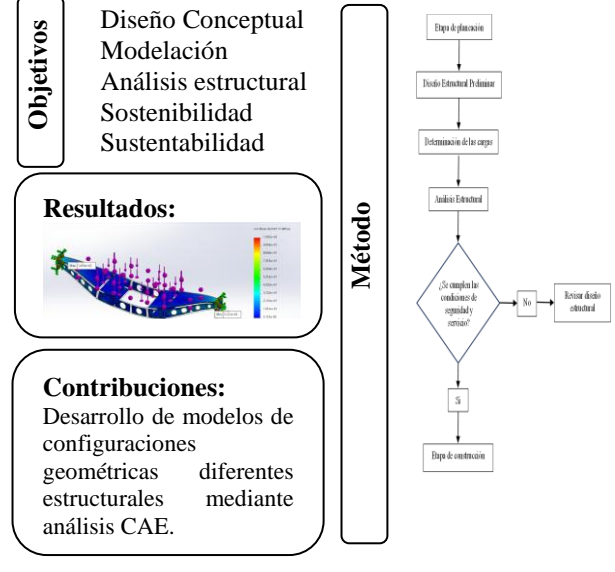 Objetivos
Diseño Conceptual
Modelación
Análisis estructural
Sostenibilidad
Sustentabilidad
Resultados:
Contribuciones:
Desarrollo de modelos de
configuraciones
geométricas diferentes
estructurales mediante
análisis CAE.
Método
Etapa de planeación
Diseño Estructural Preliminar
Determinación de las cargas
Análisis Estructural
¿Se cumplen las
condiciones de
seguridad y
servicio?
No
Revisar diseño
estructural
Si
Etapa de construcción